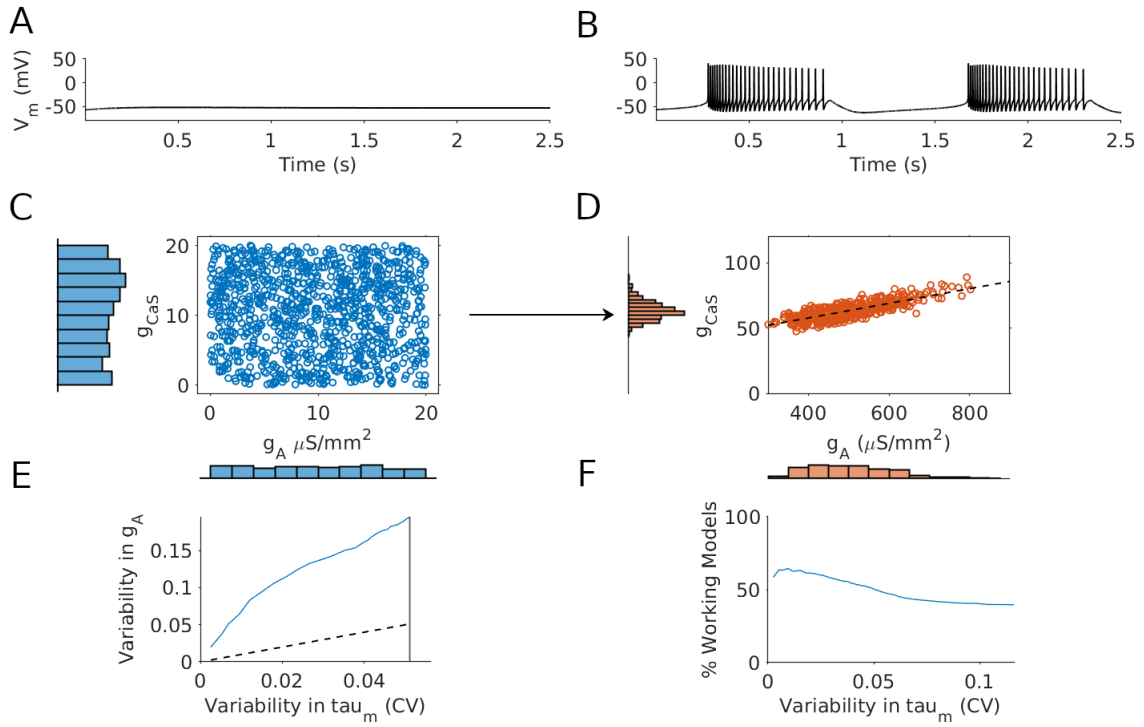 A
50
0
-50
V_m (mV)
0.5
1
1.5
2
2.5
Time (s)
B
50
0
-50
0.5
1
1.5
2
2.5
Time (s)
C
20
10
0
g_Cas
0
10
20
g_A μS/mm²
D
100
50
0
g_Cas
400
600
800
g_A (μS/mm²)
E
0.15
0.05
0
Variability in g_A
0
0.02
0.04
Variability in tau_m (CV)
F
100
50
0
% Working Models
0
0.05
0.1
Variability in tau_m (CV)